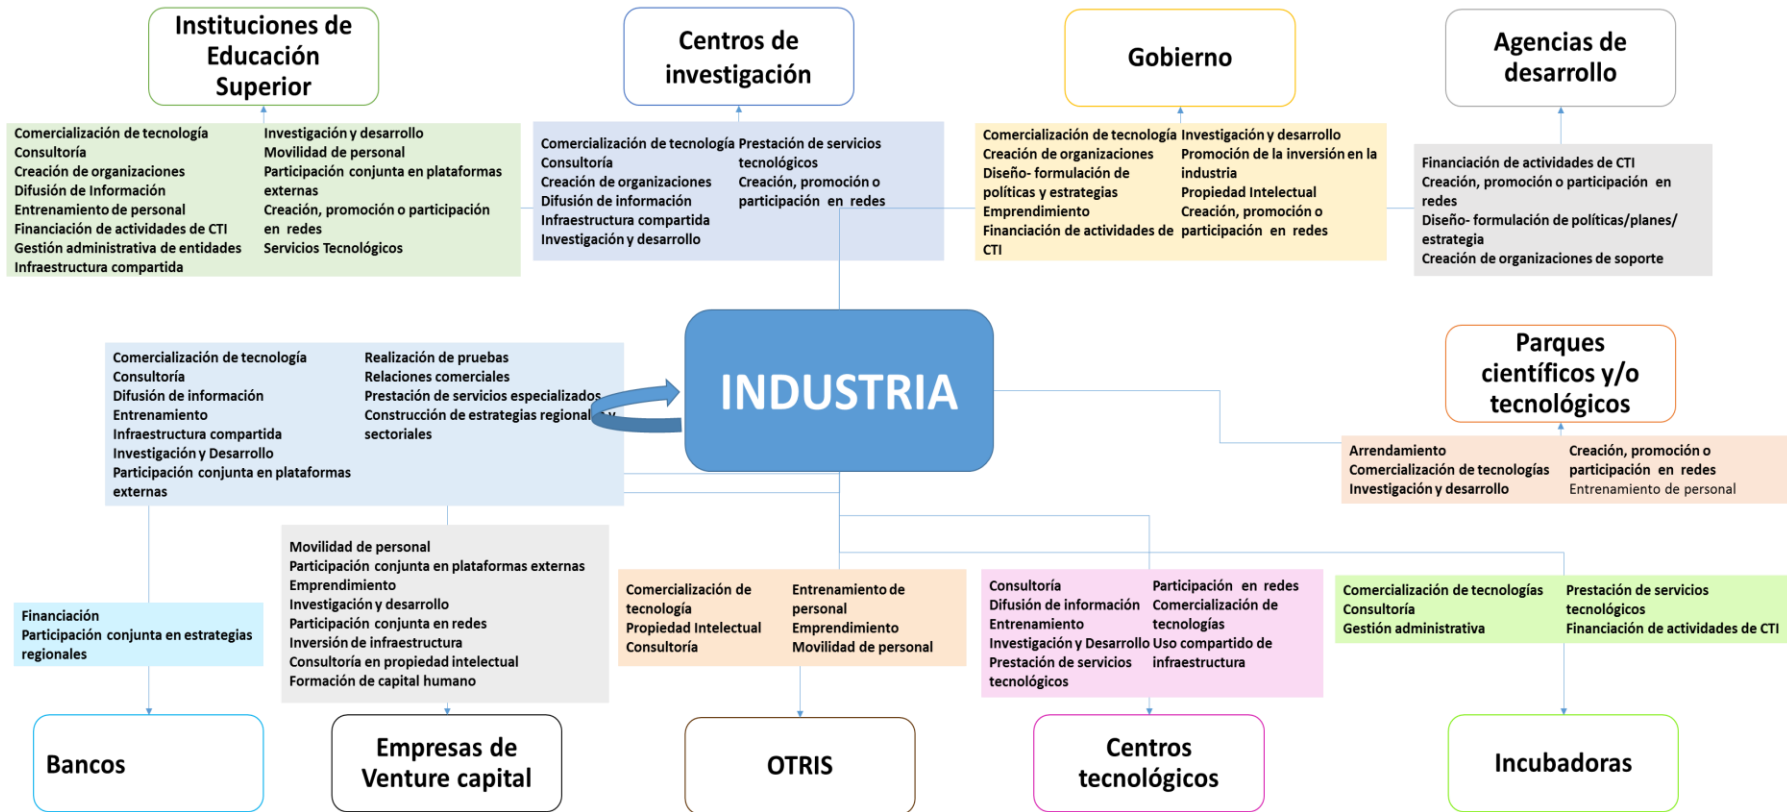 Instituciones de
Educación
Superior
Centros de
investigación
Gobierno
Agencias de
desarrollo
Comercialización de tecnología
Consultoría
Creación de organizaciones
Difusión de Información
Entrenamiento de personal
Financiación de actividades de CTI
Gestión administrativa de entidades
Infraestructura compartida
Investigación y desarrollo
Movilidad de personal
Participación conjunta en plataformas
externas
Creación, promoción o participación
en redes
Servicios Tecnológicos
Comercialización de tecnología
Consultoría
Creación de organizaciones
Difusión de información
Infraestructura compartida
Investigación y desarrollo
Prestación de servicios
tecnológicos
Creación, promoción o
participación en redes
Comercialización de tecnología
Creación de organizaciones
Diseño- formulación de
políticas y estrategias
Emprendimiento
Financiación de actividades de
CTI
Investigación y desarrollo
Promoción de la inversión en la
industria
Propiedad Intelectual
Creación, promoción o
participación en redes
Financiación de actividades de CTI
Creación, promoción o participación en
redes
Diseño- formulación de políticas/planes/
estrategia
Creación de organizaciones de soporte
Comercialización de tecnología
Consultoría
Difusión de información
Entrenamiento
Infraestructura compartida
Investigación y Desarrollo
Participación conjunta en plataformas
externas
Realización de pruebas
Relaciones comerciales
Prestación de servicios especializados
Construcción de estrategias regionales y
sectoriales
INDUSTRIA
Parques
científicos y/o
tecnológicos
Arrendamiento
Comercialización de tecnologías
Investigación y desarrollo
Creación, promoción o
participación en redes
Entrenamiento de personal
Financiación
Participación conjunta en estrategias
regionales
Movilidad de personal
Participación conjunta en plataformas externas
Emprendimiento
Investigación y desarrollo
Participación conjunta en redes
Inversión de infraestructura
Consultoría en propiedad intelectual
Formación de capital humano
Comercialización de
tecnología
Propiedad Intelectual
Consultoría
Entrenamiento de
personal
Emprendimiento
Movilidad de personal
Consultoría
Difusión de información
Entrenamiento
Investigación y Desarrollo
Prestación de servicios
tecnológicos
Participación en redes
Comercialización de
tecnologías
Uso compartido de
infraestructura
Comercialización de tecnologías
Consultoría
Gestión administrativa
Prestación de servicios
tecnológicos
Financiación de actividades de CTI
Bancos
Empresas de
Venture capital
OTRIS
Centros
tecnológicos
Incubadoras